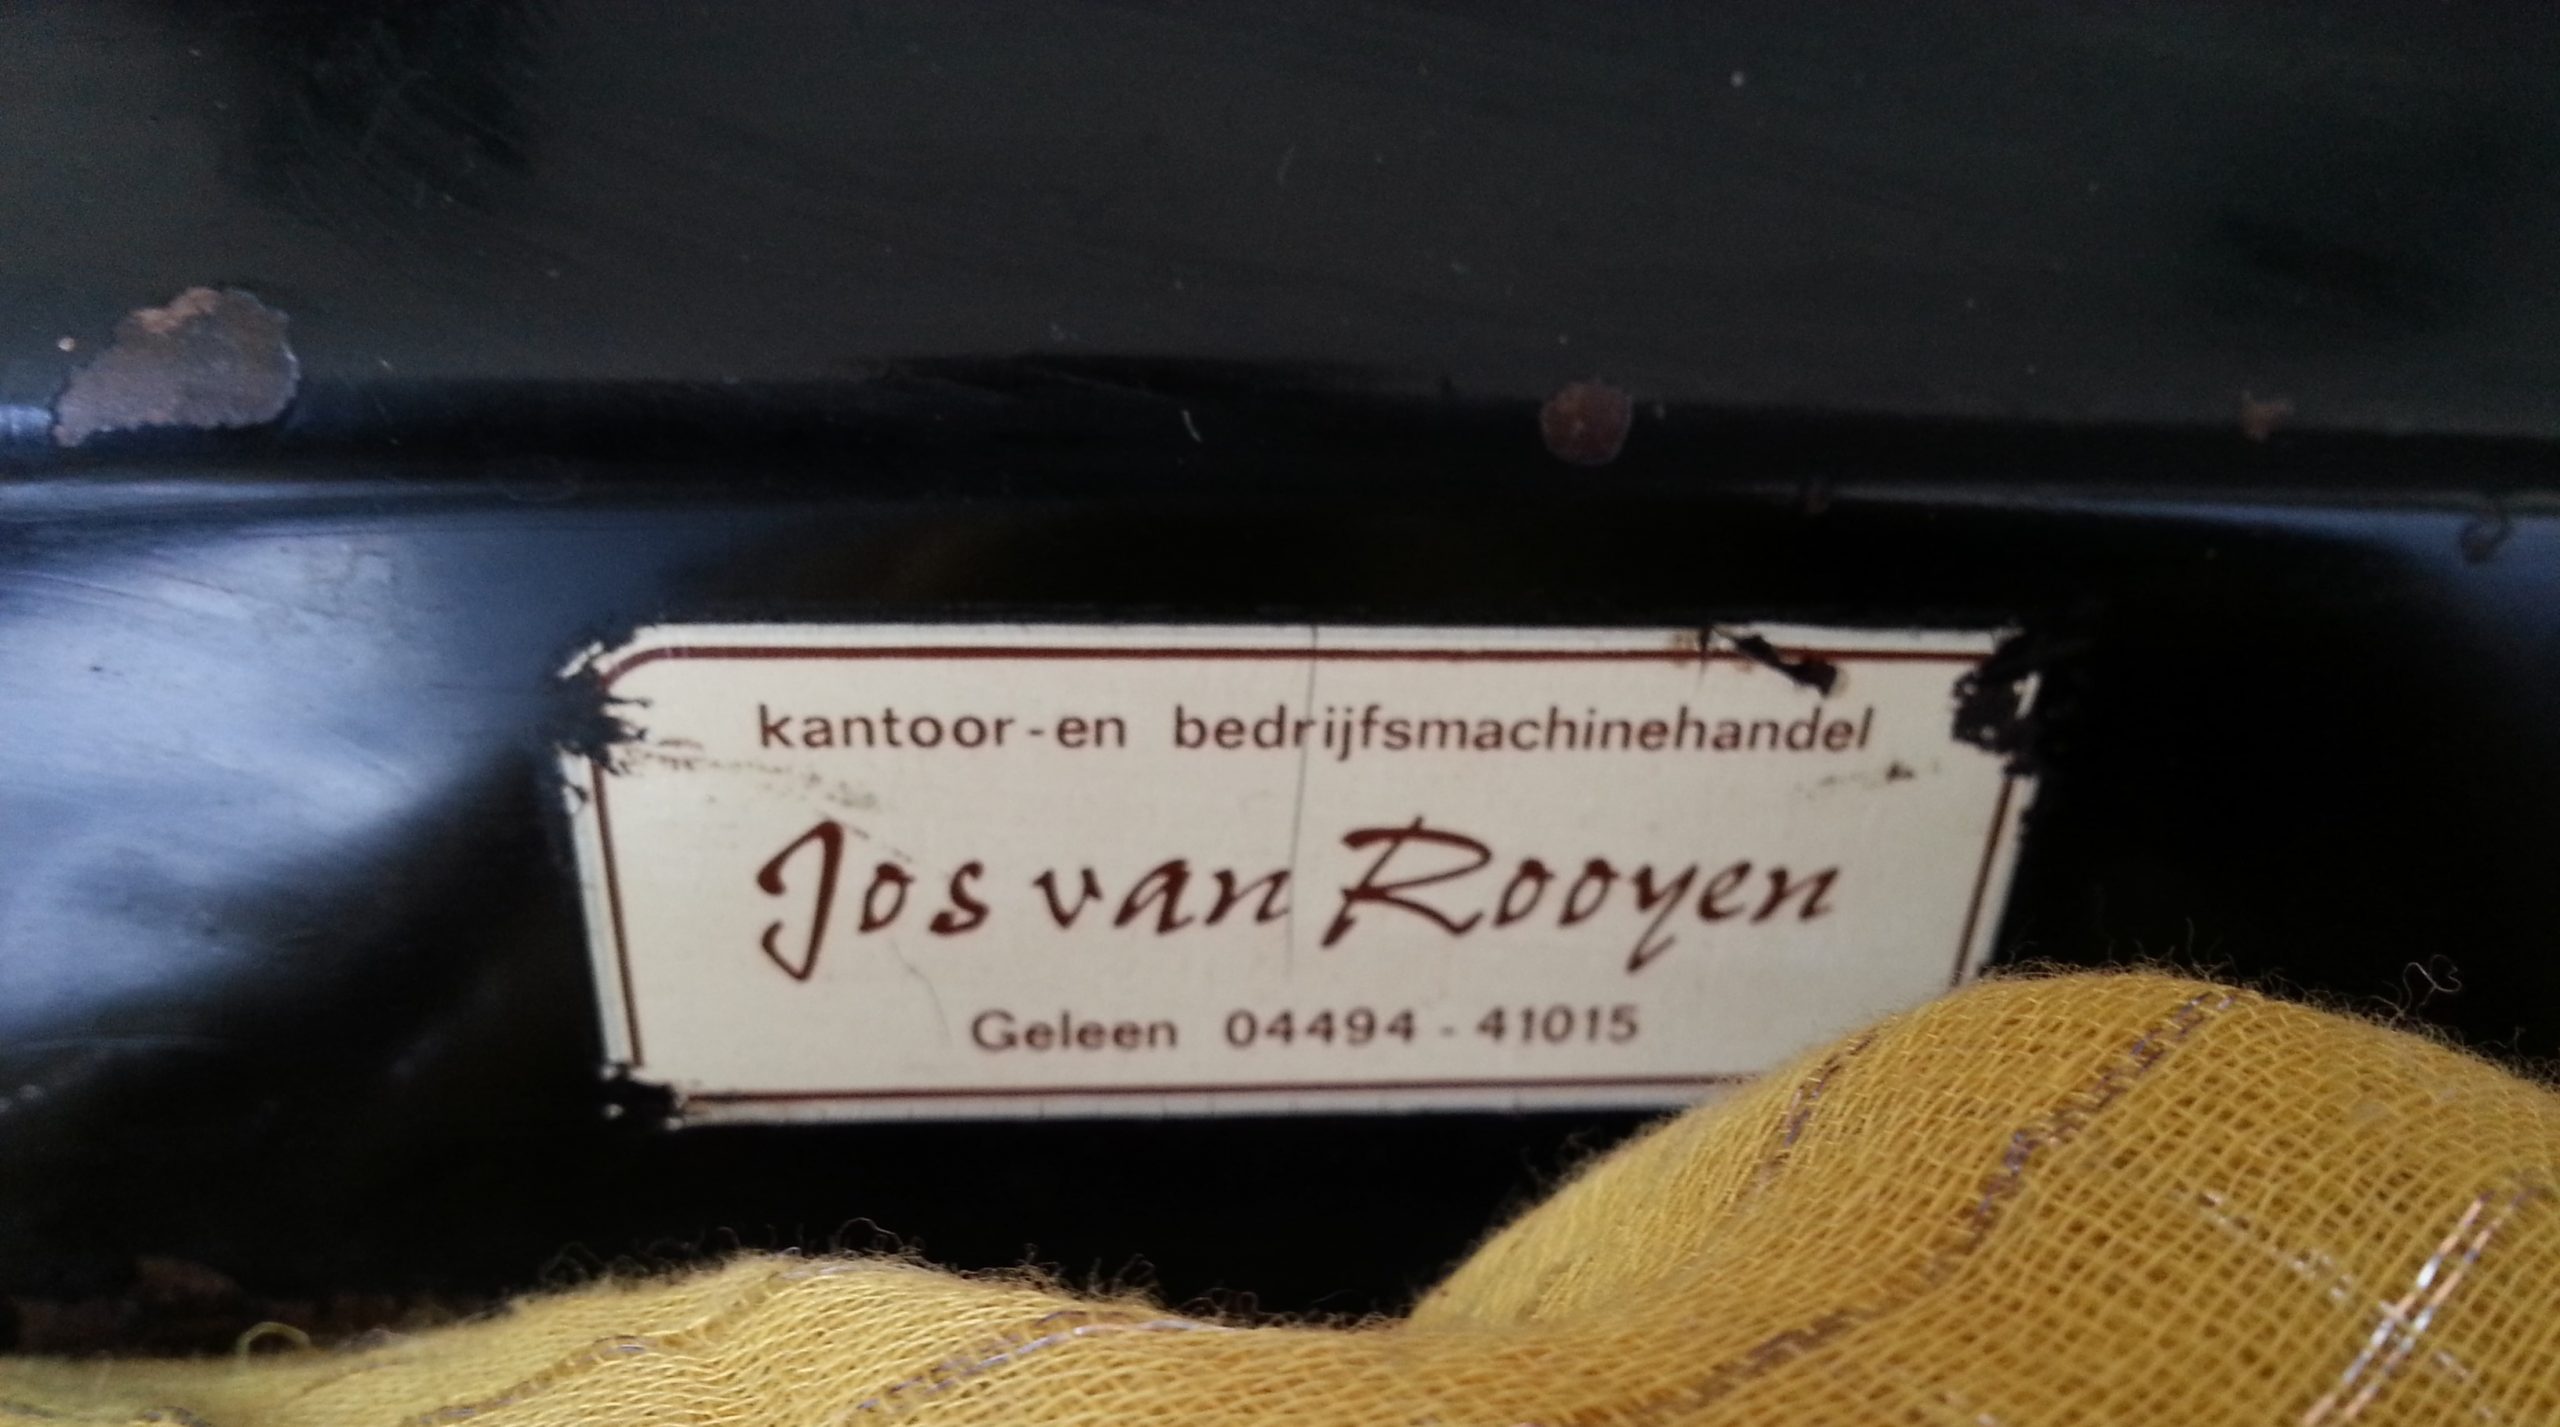 kantoor-en bedrijfsmachinehandel
Jos van Rooyen
Geleen 04494-41015